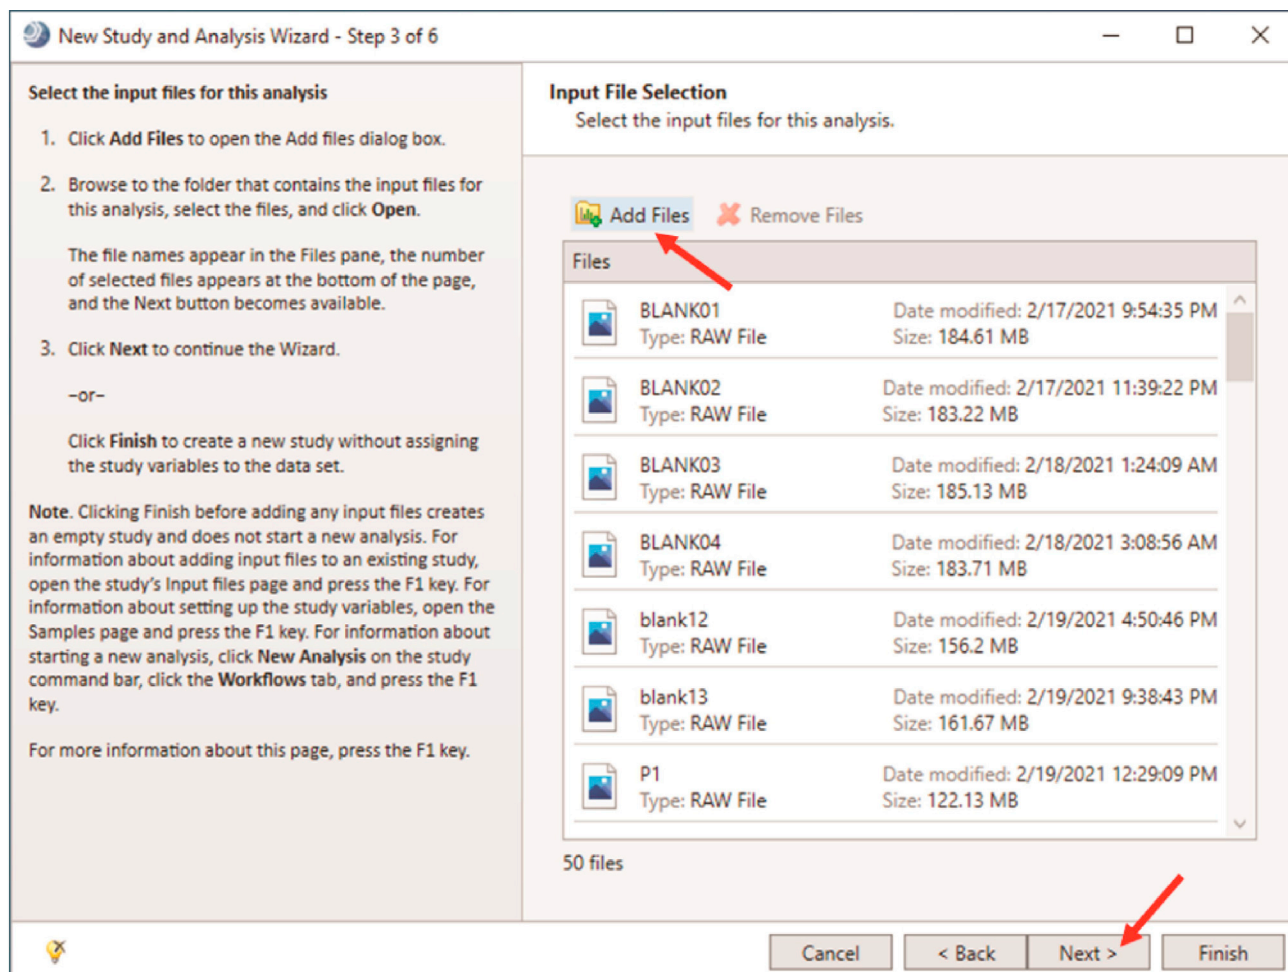 New Study and Analysis Wizard - Step 3 of 6
Select the input files for this analysis
1. Click Add Files to open the Add files dialog box.
2. Browse to the folder that contains the input files for
this analysis, select the files, and click Open.
The file names appear in the Files pane, the number
of selected files appears at the bottom of the page,
and the Next button becomes available.
3. Click Next to continue the Wizard.
–or–
Click Finish to create a new study without assigning
the study variables to the data set.
Note. Clicking Finish before adding any input files creates
an empty study and does not start a new analysis. For
information about adding input files to an existing study,
open the study's Input files page and press the F1 key. For
information about setting up the study variables, open the
Samples page and press the F1 key. For information about
starting a new analysis, click New Analysis on the study
command bar, click the Workflows tab, and press the F1
key.
For more information about this page, press the F1 key.
Input File Selection
Select the input files for this analysis.
Add Files Remove Files
Files
BLANK01 Date modified: 2/17/2021 9:54:35 PM
Type: RAW File Size: 184.61 MB
BLANK02 Date modified: 2/17/2021 11:39:22 PM
Type: RAW File Size: 183.22 MB
BLANK03 Date modified: 2/18/2021 1:24:09 AM
Type: RAW File Size: 185.13 MB
BLANK04 Date modified: 2/18/2021 3:08:56 AM
Type: RAW File Size: 183.71 MB
blank12 Date modified: 2/19/2021 4:50:46 PM
Type: RAW File Size: 156.2 MB
blank13 Date modified: 2/19/2021 9:38:43 PM
Type: RAW File Size: 161.67 MB
P1 Date modified: 2/19/2021 12:29:09 PM
Type: RAW File Size: 122.13 MB
50 files
Cancel < Back Next > Finish